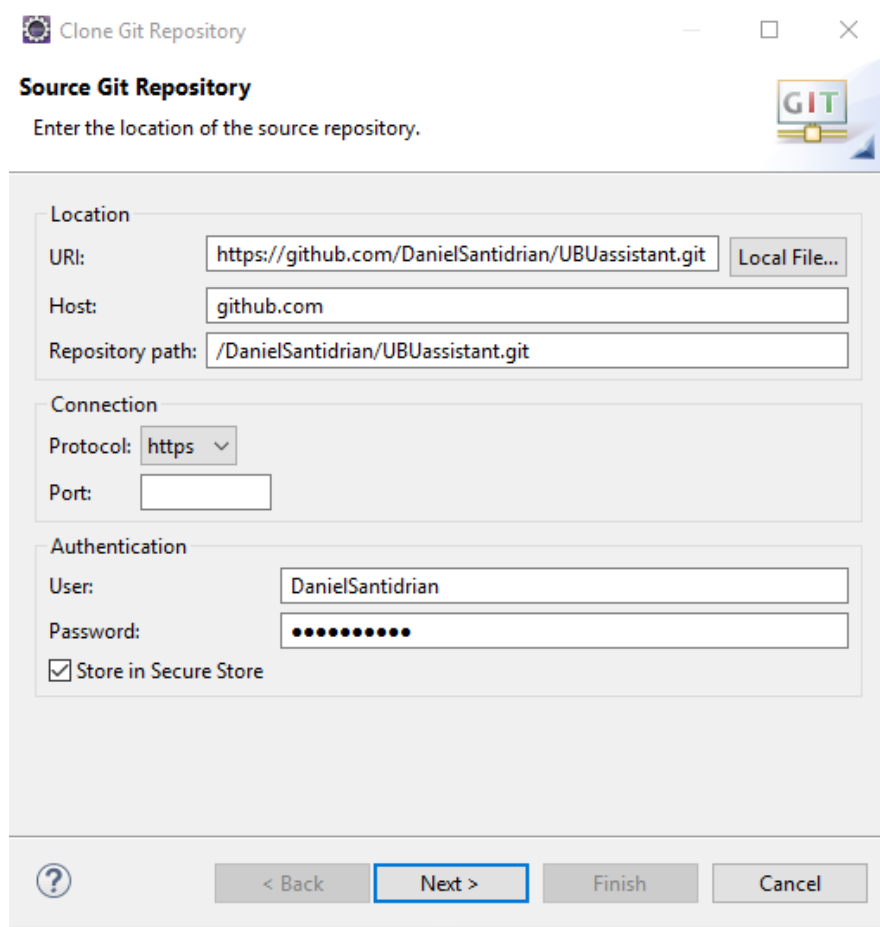 Clone Git Repository
Source Git Repository
Enter the location of the source repository.
GIT
Location
URI: https://github.com/DanielSantidrian/UBUassistant.git Local File...
Host: github.com
Repository path: /DanielSantidrian/UBUassistant.git
Connection
Protocol: https
Port:
Authentication
User: DanielSantidrian
Password: ●●●●●●●●●●
Store in Secure Store
? < Back Next > Finish Cancel